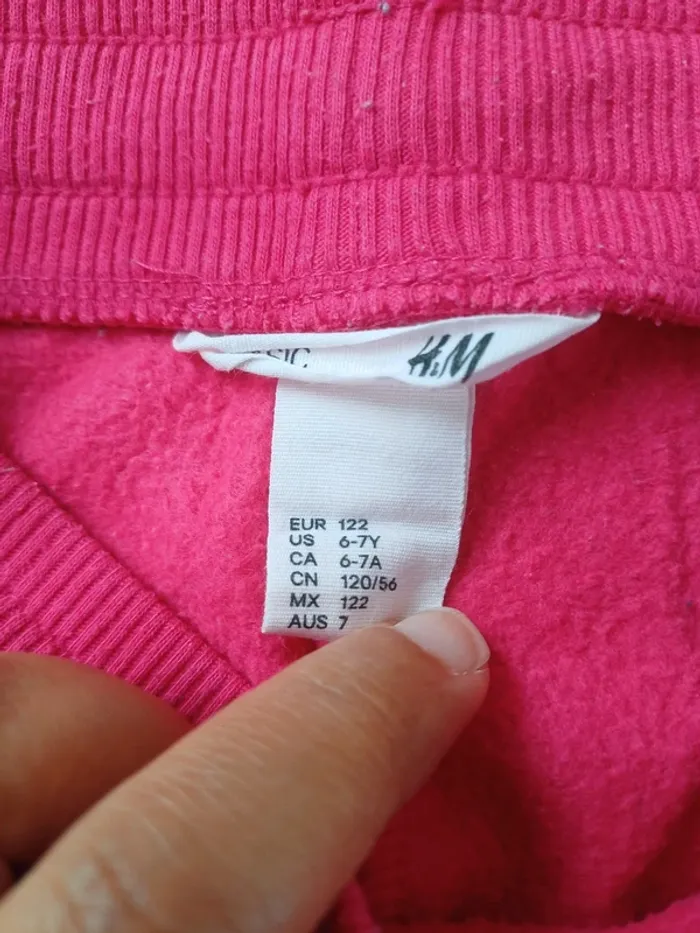 H&M
EUR 122
US 6-7Y
CA 6-7A
CN 120/56
MX 122
AUS 7